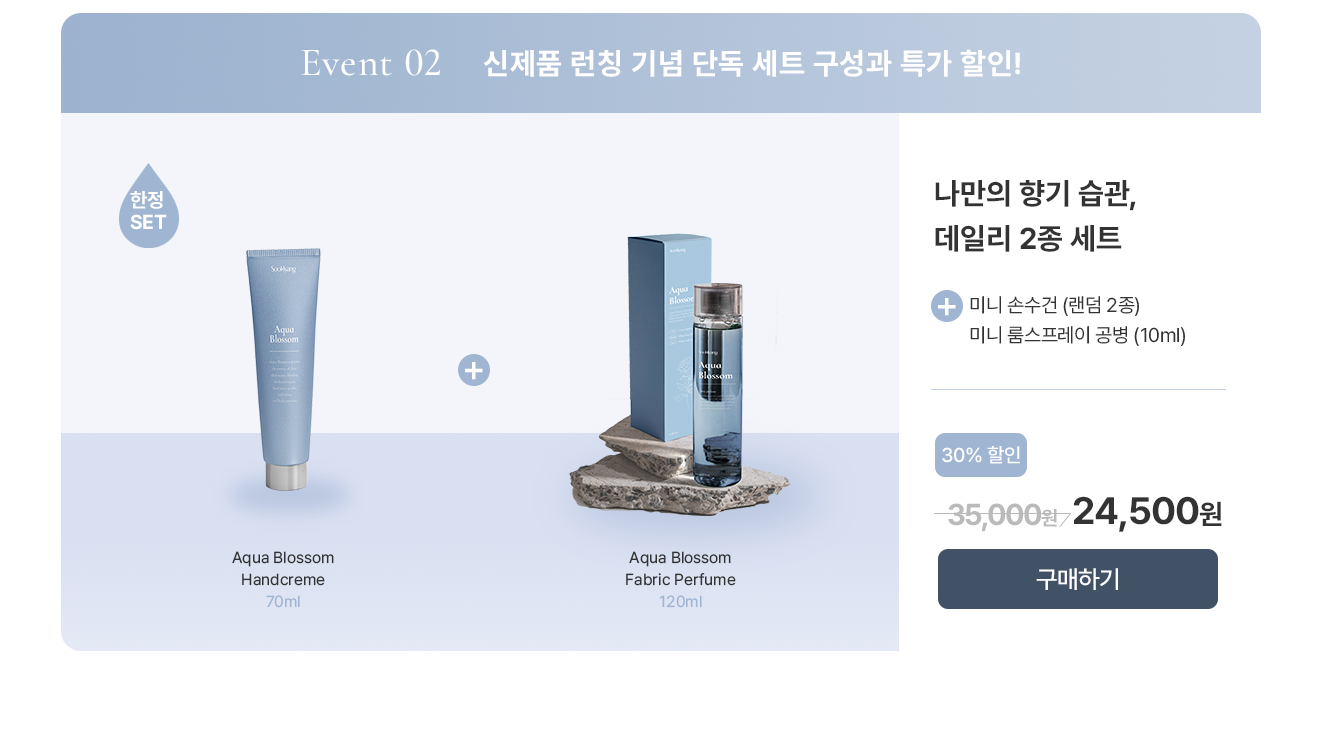 Event 02 신제품 런칭 기념 단독 세트 구성과 특가 할인!
한정
SET
SooHyang
Aqua
Blossom
SooHyang
Aqua
Blossom
SooHyang
Aqua
Blossom
Aqua Blossom
Handcreme
70ml
Aqua Blossom
Fabric Perfume
120ml
나만의 향기 습관,
데일리 2종 세트
미니 손수건 (랜덤 2종)
미니 룸스프레이 공병 (10ml)
30% 할인
35,000원 24,500원
구매하기